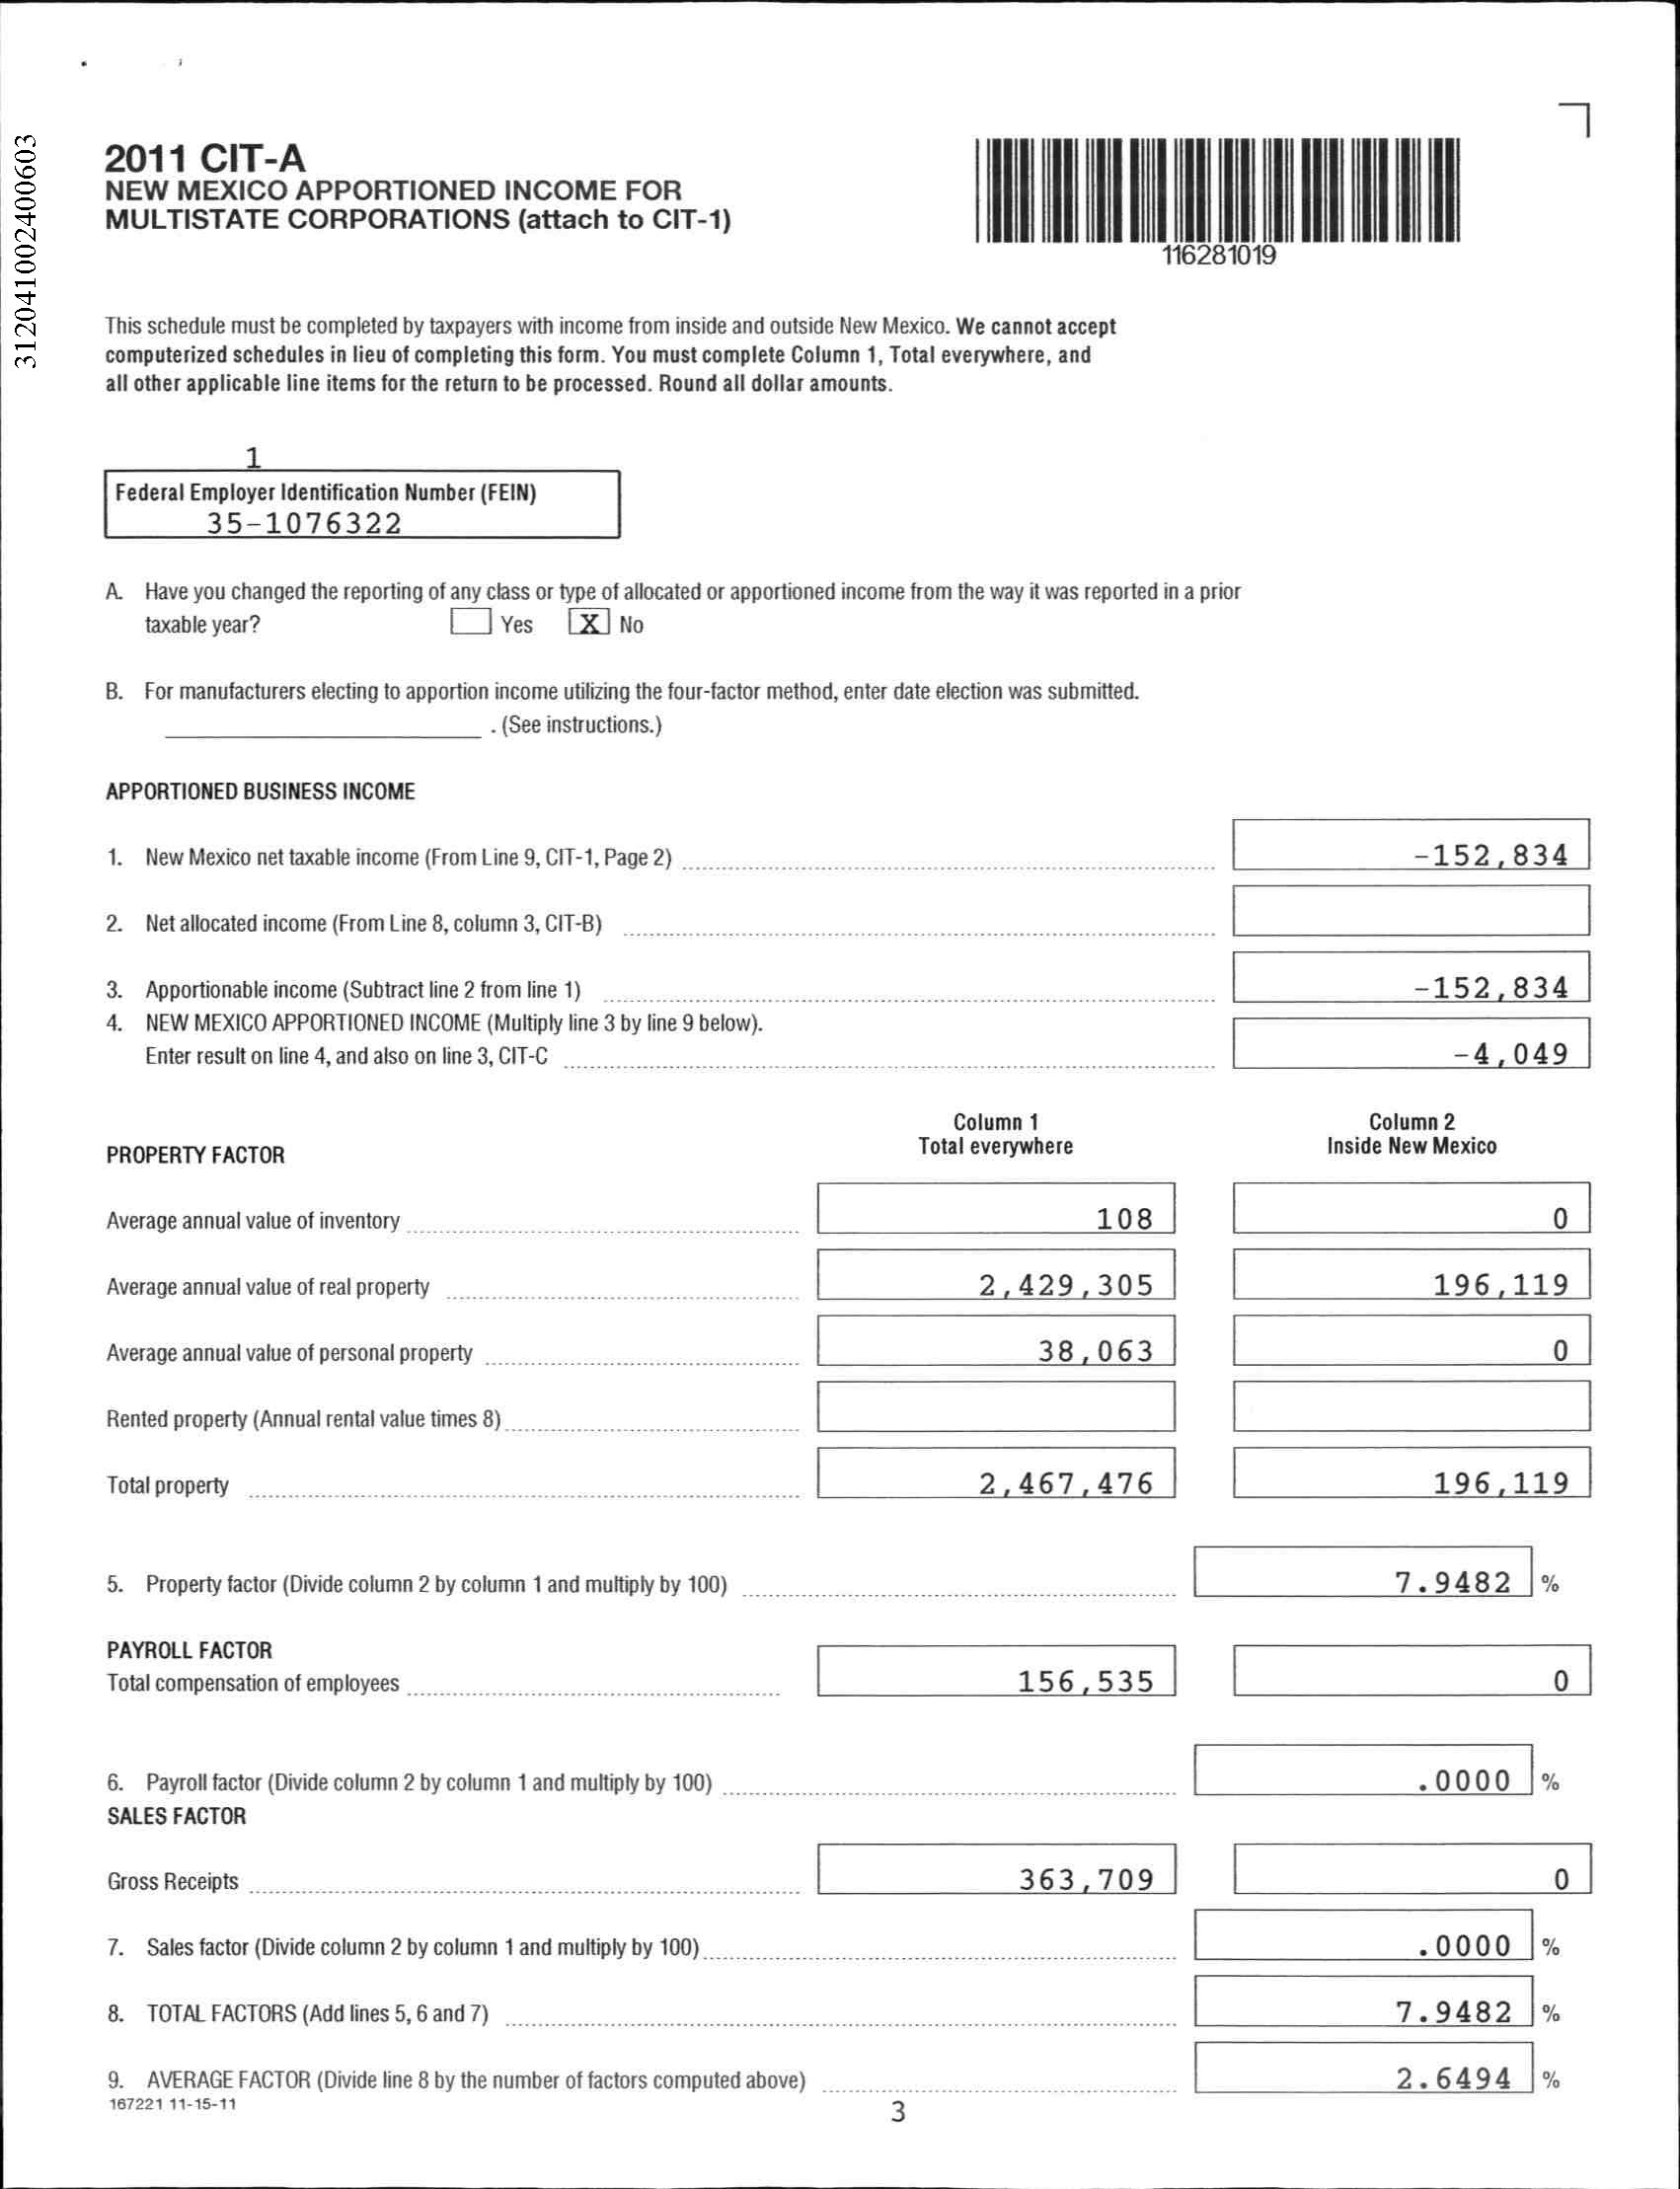 312041002400603
2011 CIT-A
NEW MEXICO APPORTIONED INCOME FOR
MULTISTATE CORPORATIONS (attach to CIT-1)
116281019
This schedule must be completed by taxpayers with income from inside and outside New Mexico. We cannot accept
computerized schedules in lieu of completing this form. You must complete Column 1, Total everywhere, and
all other applicable line items for the return to be processed. Round all dollar amounts.
1
Federal Employer Identification Number (FEIN)
35-1076322
A. Have you changed the reporting of any class or type of allocated or apportioned income from the way it was reported in a prior
taxable year? Yes X No
B. For manufacturers electing to apportion income utilizing the four-factor method, enter date election was submitted.
. (See instructions.)
APPORTIONED BUSINESS INCOME
1. New Mexico net taxable income (From Line 9, CIT-1, Page 2) -152,834
2. Net allocated income (From Line 8, column 3, CIT-B)
3. Apportionable income (Subtract line 2 from line 1) -152,834
4. NEW MEXICO APPORTIONED INCOME (Multiply line 3 by line 9 below).
Enter result on line 4, and also on line 3, CIT-C -4,049
Column 1 Column 2
PROPERTY FACTOR Total everywhere Inside New Mexico
Average annual value of inventory 108 0
Average annual value of real property 2,429,305 196,119
Average annual value of personal property 38,063 0
Rented property (Annual rental value times 8)
Total property 2,467,476 196,119
5. Property factor (Divide column 2 by column 1 and multiply by 100) 7.9482 %
PAYROLL FACTOR
Total compensation of employees 156,535 0
6. Payroll factor (Divide column 2 by column 1 and multiply by 100) .0000 %
SALES FACTOR
Gross Receipts 363,709 0
7. Sales factor (Divide column 2 by column 1 and multiply by 100) .0000 %
8. TOTAL FACTORS (Add lines 5, 6 and 7) 7.9482 %
9. AVERAGE FACTOR (Divide line 8 by the number of factors computed above) 2.6494 %
167221 11-15-11
3